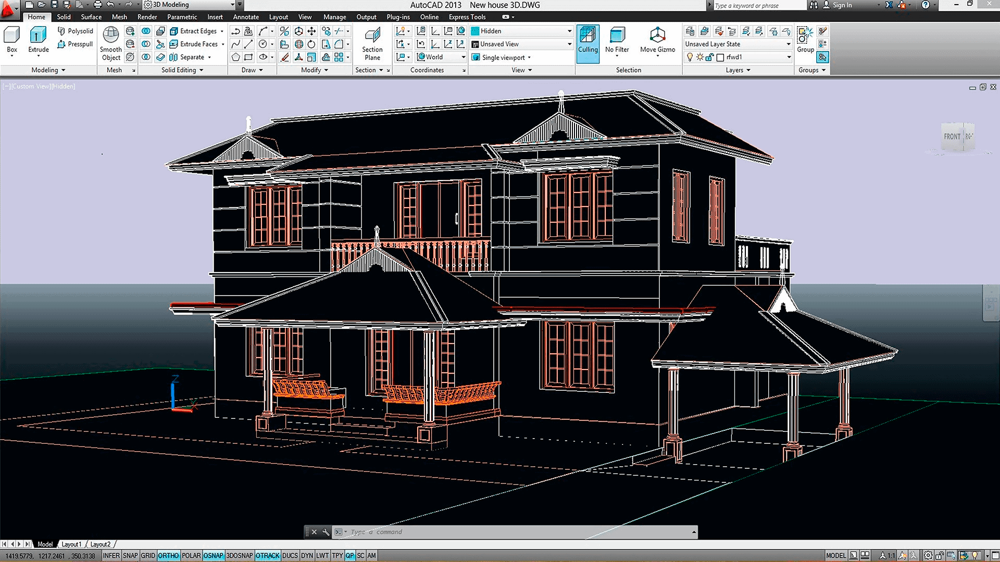 3D Modeling
AutoCAD 2013 New house 3D.DWG
Type a keyword or phrase
Sign In
Home Solid Surface Mesh Render Parametric Insert Annotate Layout View Manage Output Plug-ins Online Express Tools
Box
Extrude
Polysolid
Presspull
Modeling
Smooth
Object
Mesh
Extract Edges
Extrude Faces
Separate
Solid Editing
Draw
Modify
Section
Plane
Section
World
Coordinates
Hidden
Unsaved View
Single viewport
View
Culling
No Filter
Move Gizmo
Selection
Unsaved Layer State
rfwd1
Layers
Group
Groups
[−][Custom View][Hidden]
FRONT
Z
Type a command
Model Layout1 Layout2
1419.5779, 1217.2461 , 350.3138 INFER SNAP GRID ORTHO POLAR OSNAP 3DOSNAP OTRACK DUCS DYN LWT TPY QP SC AM MODEL 1:1